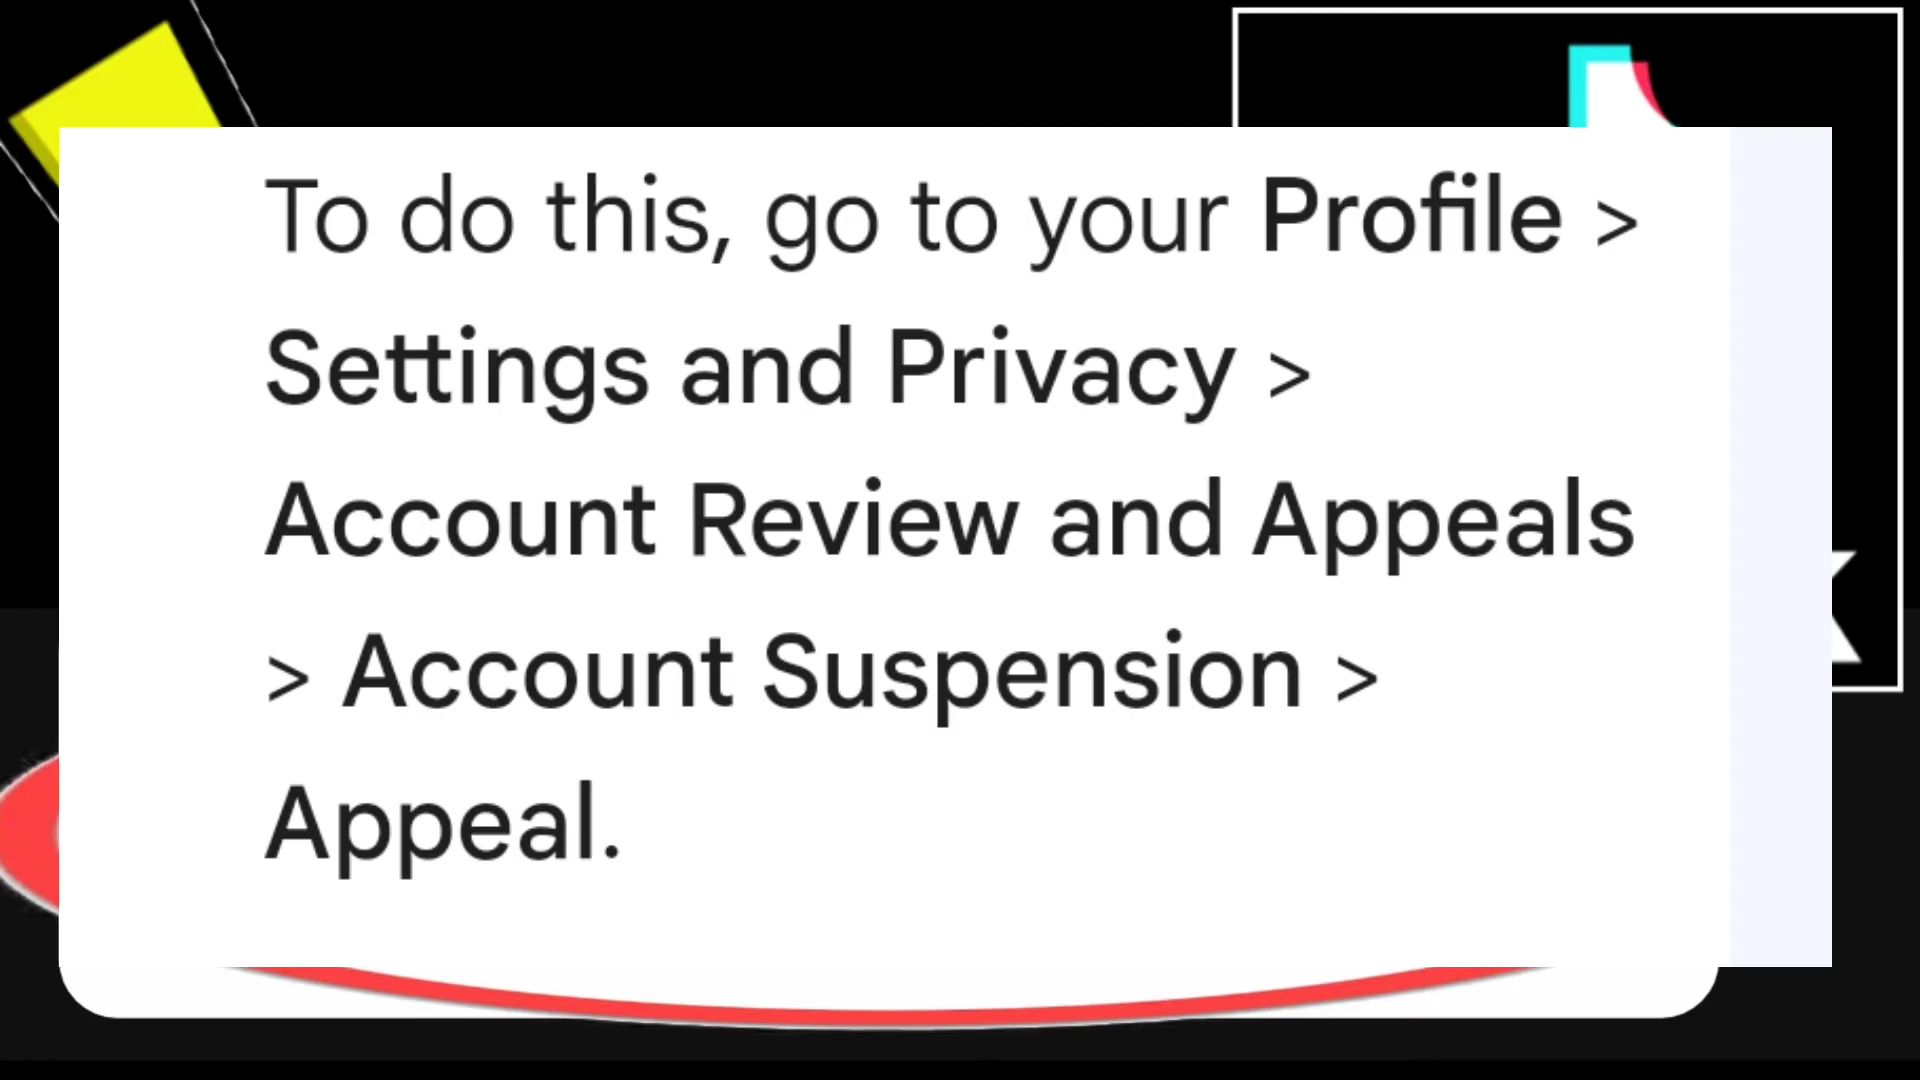 To do this, go to your Profile >
Settings and Privacy >
Account Review and Appeals
> Account Suspension >
Appeal.